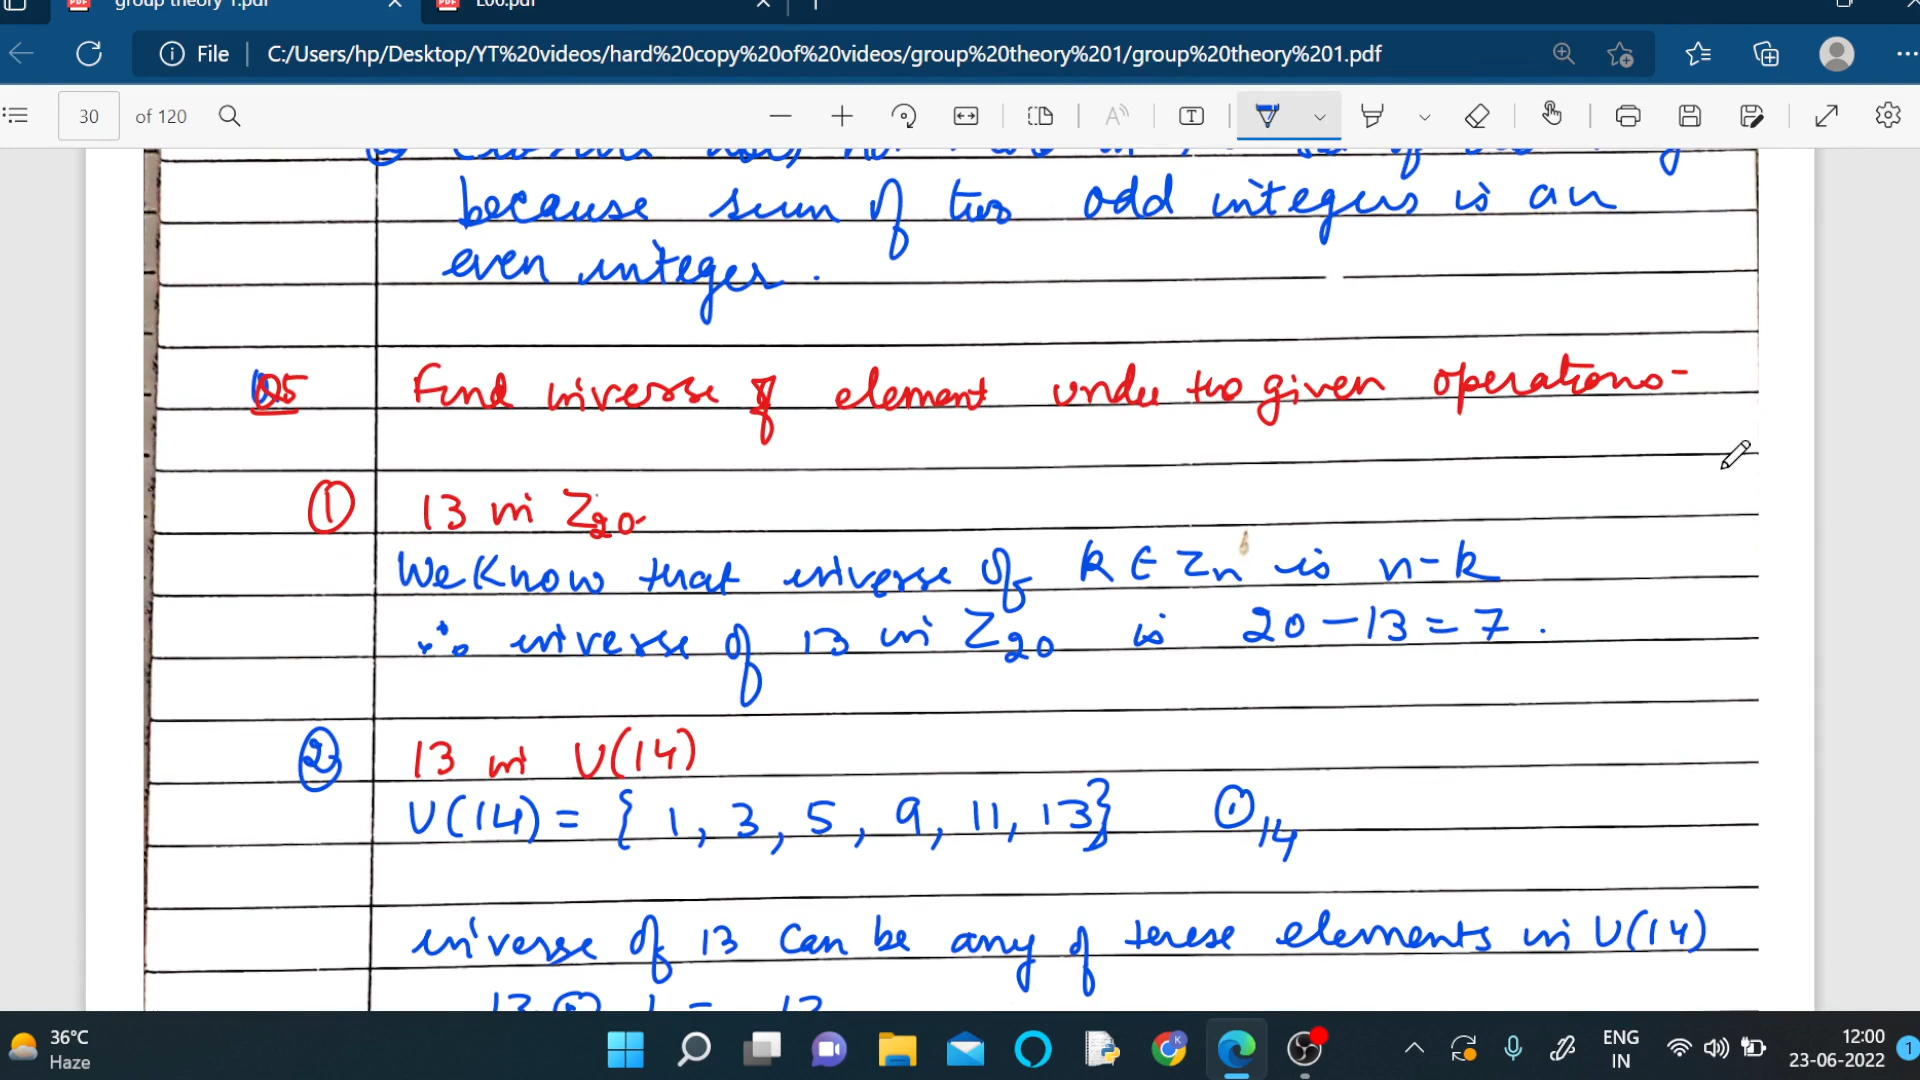 group theory 1.pdf
L06.pdf
File C:/Users/hp/Desktop/YT%20videos/hard%20copy%20of%20videos/group%20theory%201/group%20theory%201.pdf
30 of 120
because sum of two odd integers is an
even integer.
Q5 Find inverse of element under two given operations-
① 13 in Z20
We Know that inverse of k ∈ Zn is n-k
∴ inverse of 13 in Z20 is 20-13=7.
② 13 in U(14)
U(14) = { 1, 3, 5, 9, 11, 13} ⊙14
inverse of 13 can be any of terese elements in U(14)
36°C
Haze
ENG
IN
12:00
23-06-2022
1